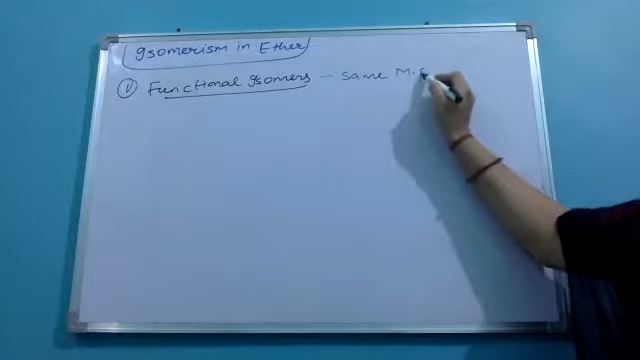 Isomerism in Ether
1) Functional Isomers — Same M.F